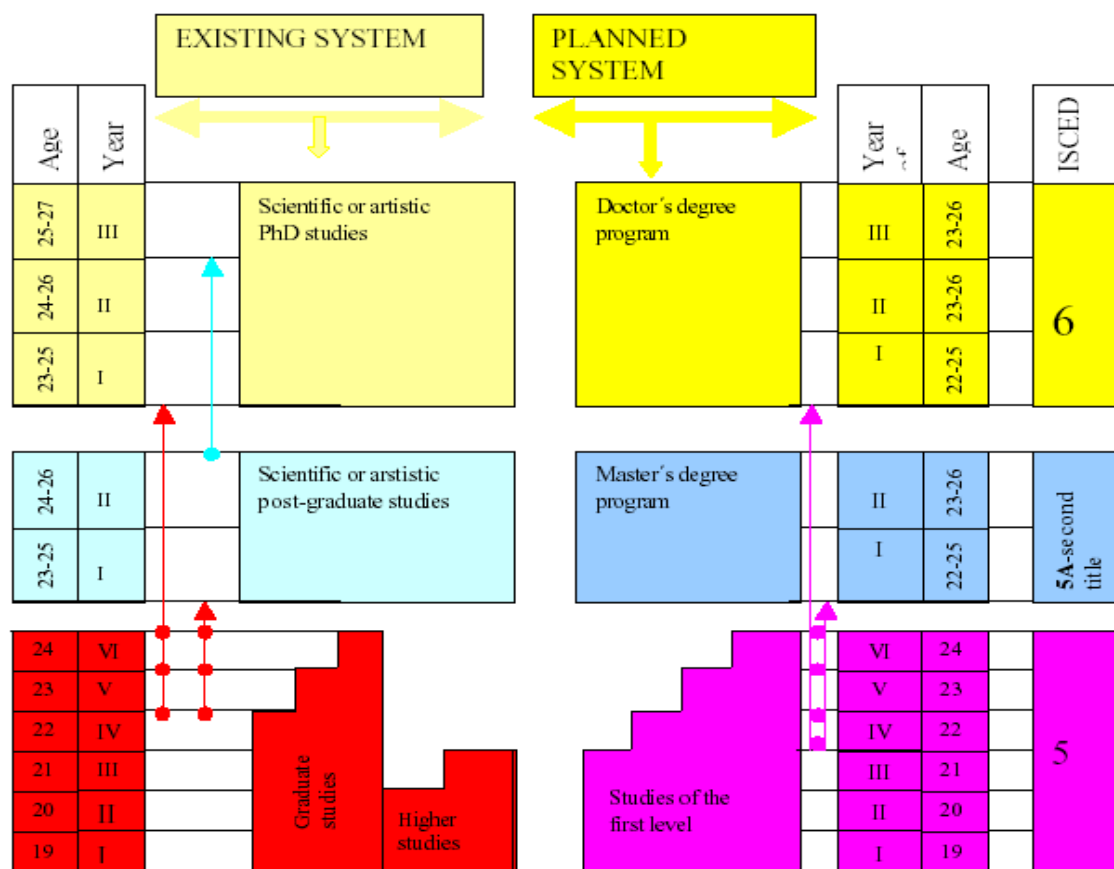 EXISTING SYSTEM
PLANNED
SYSTEM
Age
Year
Year
Age
ISCED
25-27
III
Scientific or artistic
PhD studies
Doctor´s degree
program
III
23-26
24-26
II
II
23-26
6
23-25
I
I
22-25
24-26
II
Scientific or arstistic
post-graduate studies
Master´s degree
program
II
23-26
23-25
I
I
22-25
5A-second
title
24
VI
VI
24
23
V
V
23
22
IV
IV
22
21
III
III
21
5
20
II
II
20
19
I
I
19
Graduate
studies
Higher
studies
Studies of the
first level